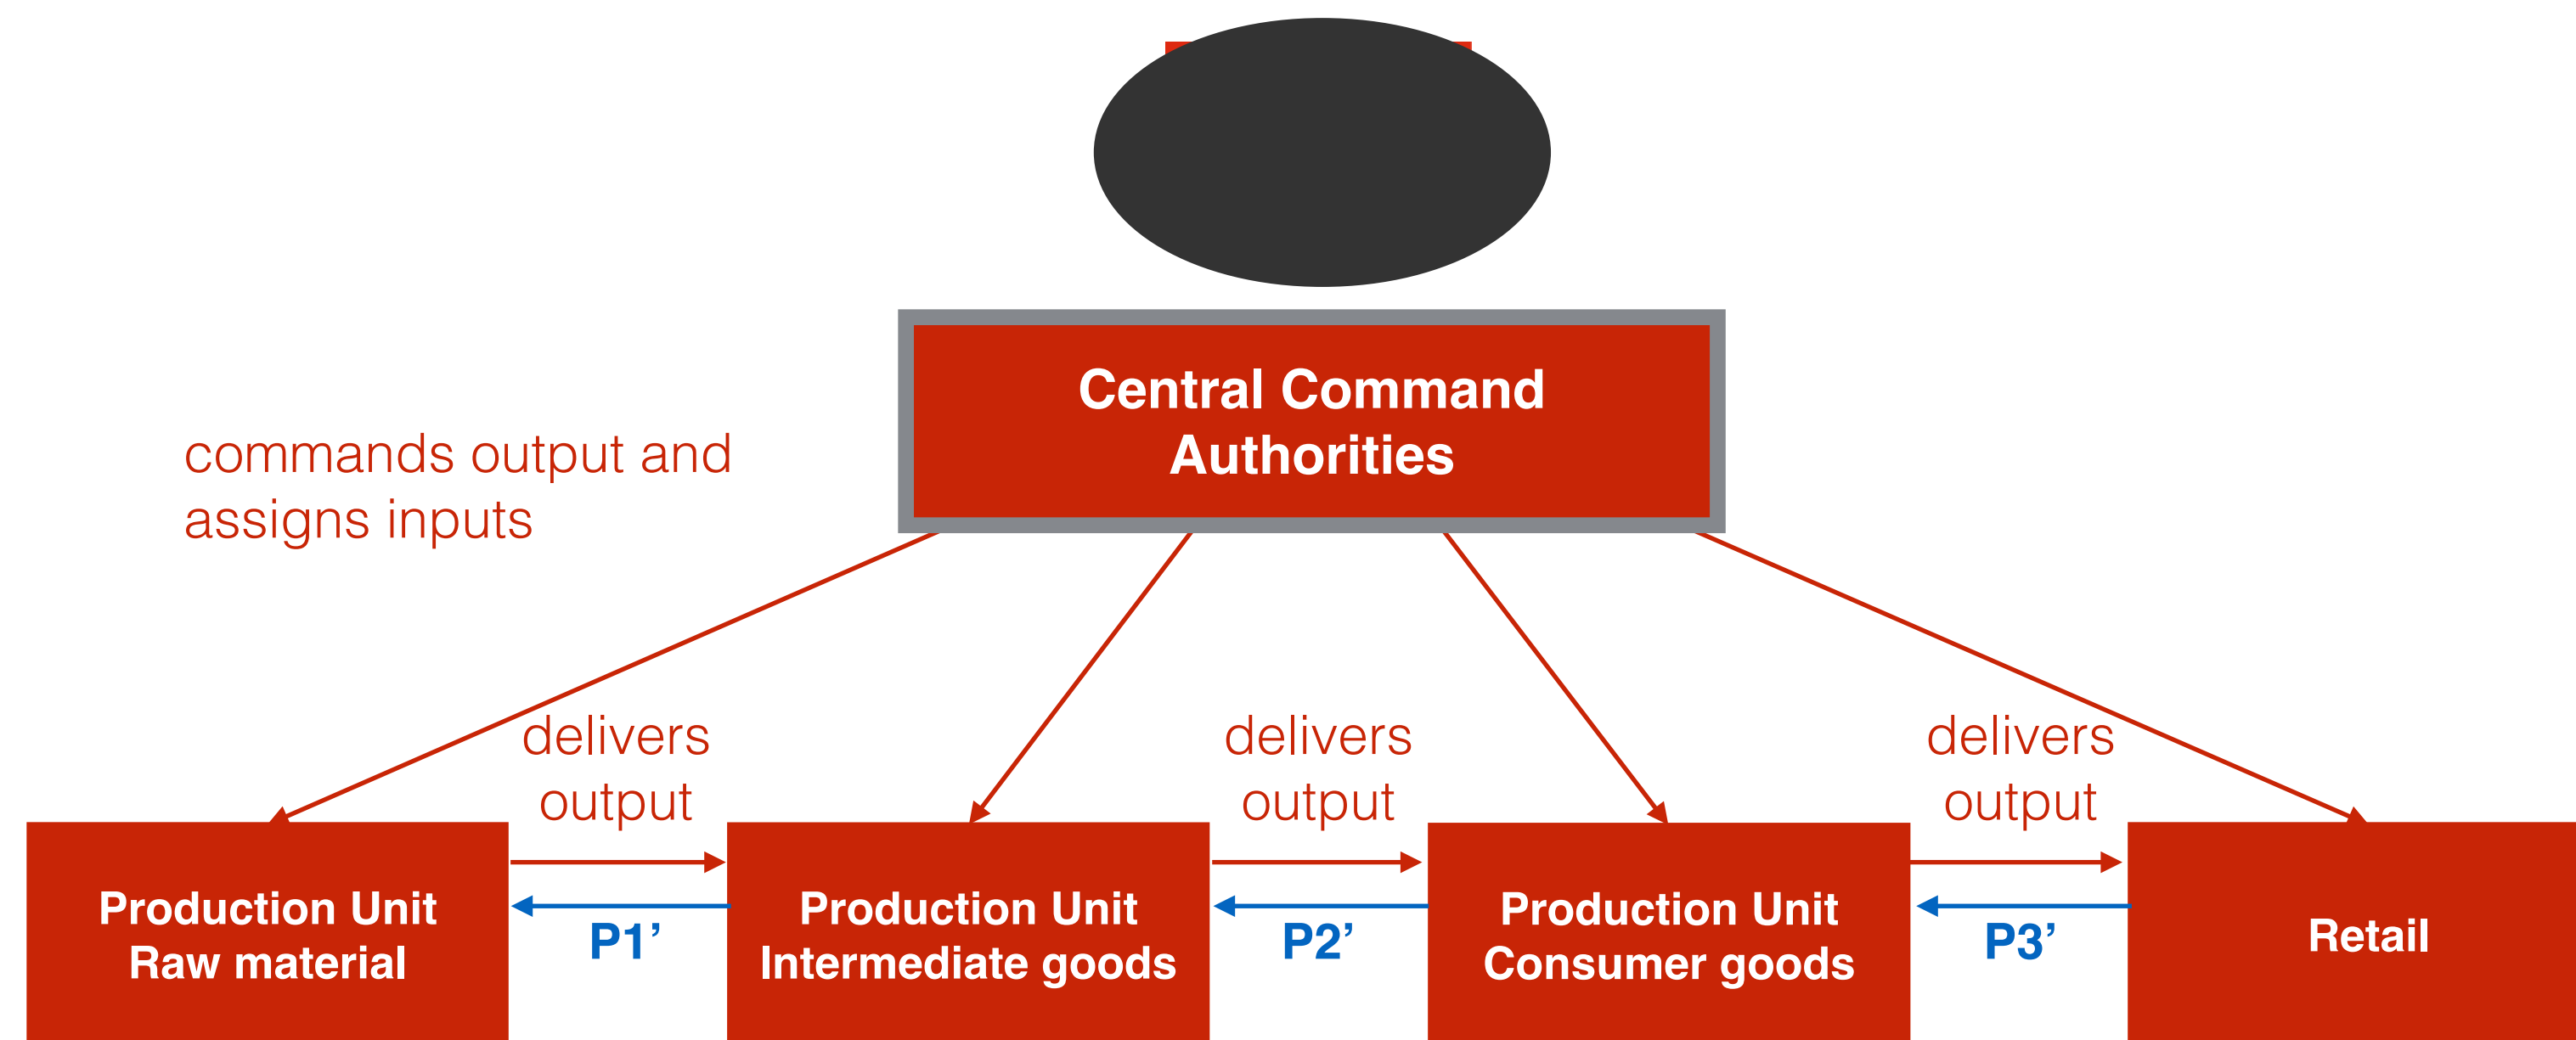 Central Command
Authorities
commands output and
assigns inputs
delivers
output
delivers
output
delivers
output
Production Unit
Raw material
P1’
Production Unit
Intermediate goods
P2’
Production Unit
Consumer goods
P3’
Retail